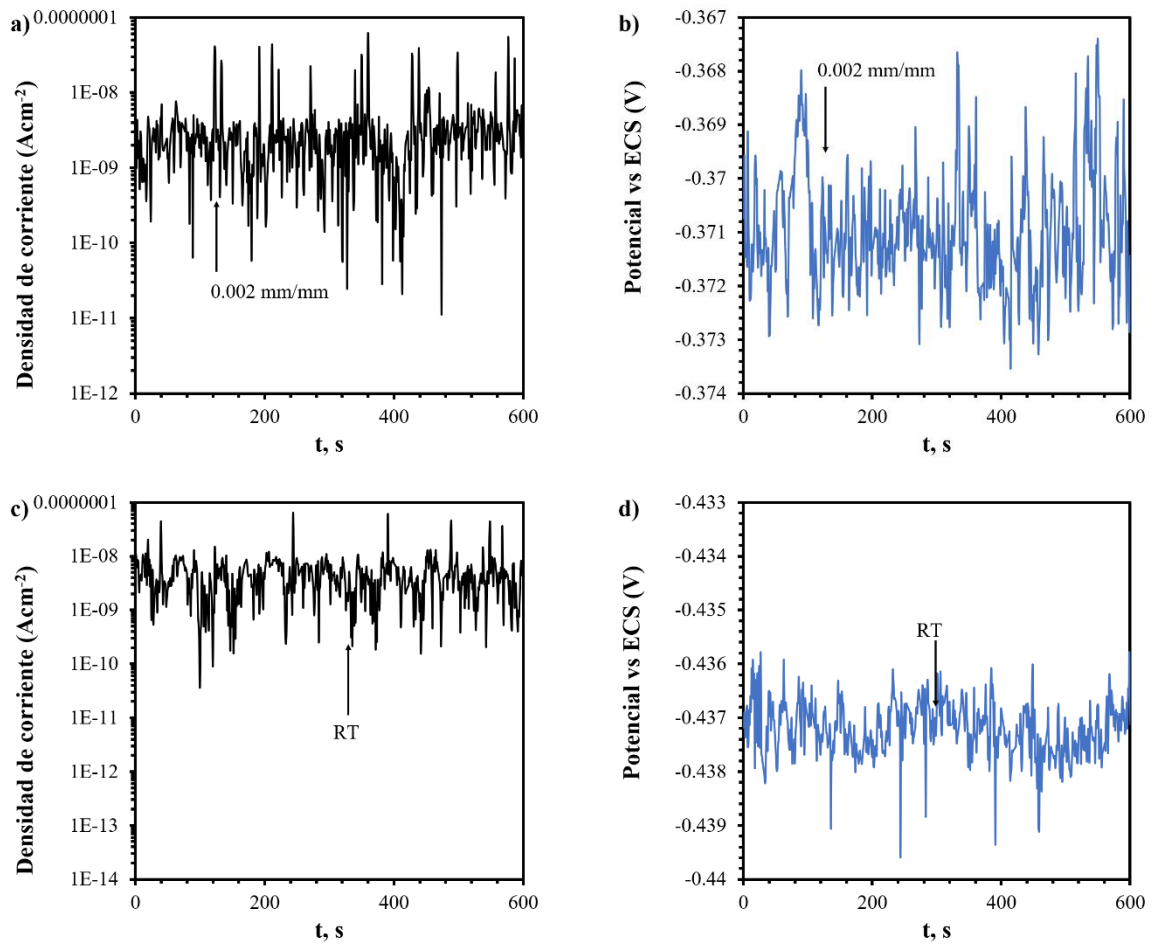 a)
Densidad de corriente (Acm-2)
0.0000001
1E-08
1E-09
1E-10
1E-11
1E-12
0.002 mm/mm
0 200 400 600
t, s
b)
Potencial vs ECS (V)
-0.367
-0.368
-0.369
-0.37
-0.371
-0.372
-0.373
-0.374
0.002 mm/mm
0 200 400 600
t, s
c)
Densidad de corriente (Acm-2)
0.0000001
1E-08
1E-09
1E-10
1E-11
1E-12
1E-13
1E-14
RT
0 200 400 600
t, s
d)
Potencial vs ECS (V)
-0.433
-0.434
-0.435
-0.436
-0.437
-0.438
-0.439
-0.44
RT
0 200 400 600
t, s